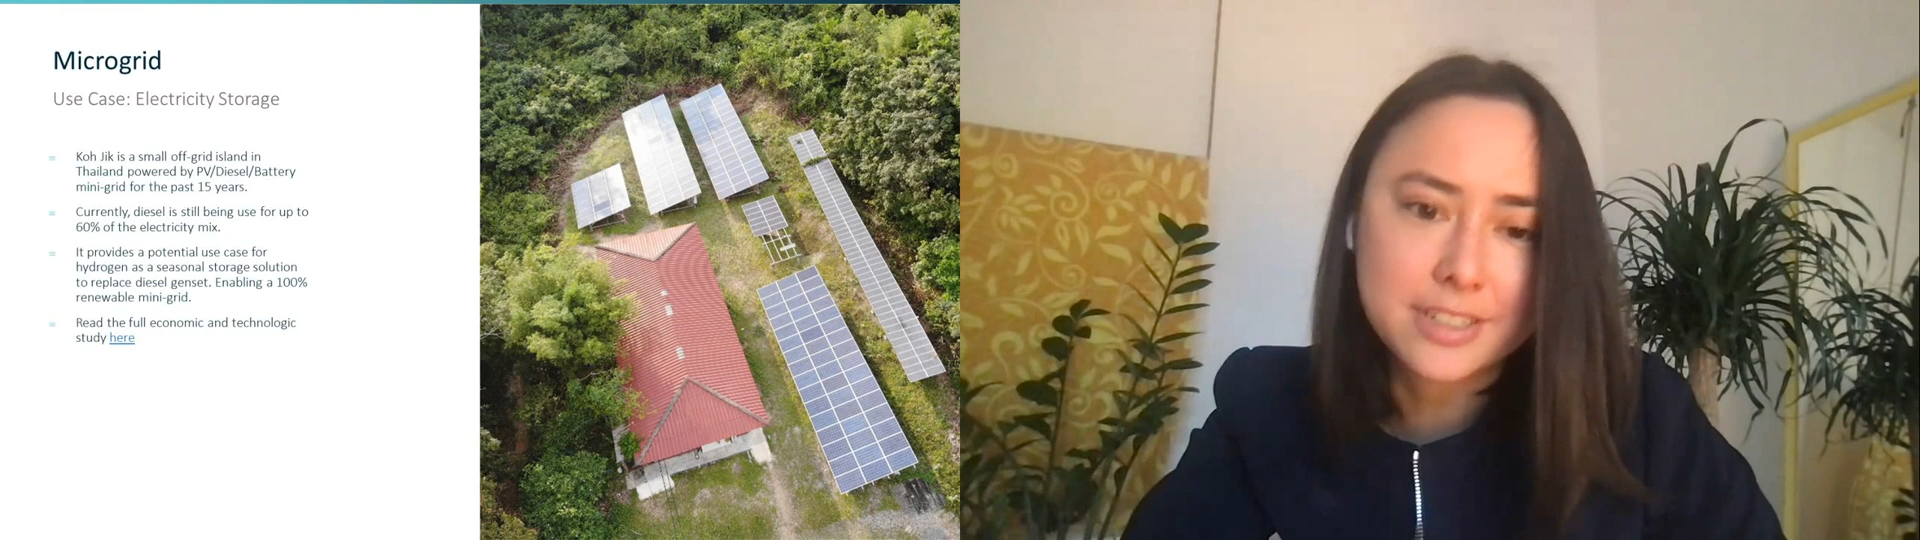 Microgrid
Use Case: Electricity Storage
Koh Jik is a small off-grid island in
Thailand powered by PV/Diesel/Battery
mini-grid for the past 15 years.
Currently, diesel is still being use for up to
60% of the electricity mix.
It provides a potential use case for
hydrogen as a seasonal storage solution
to replace diesel genset. Enabling a 100%
renewable mini-grid.
Read the full economic and technologic
study here